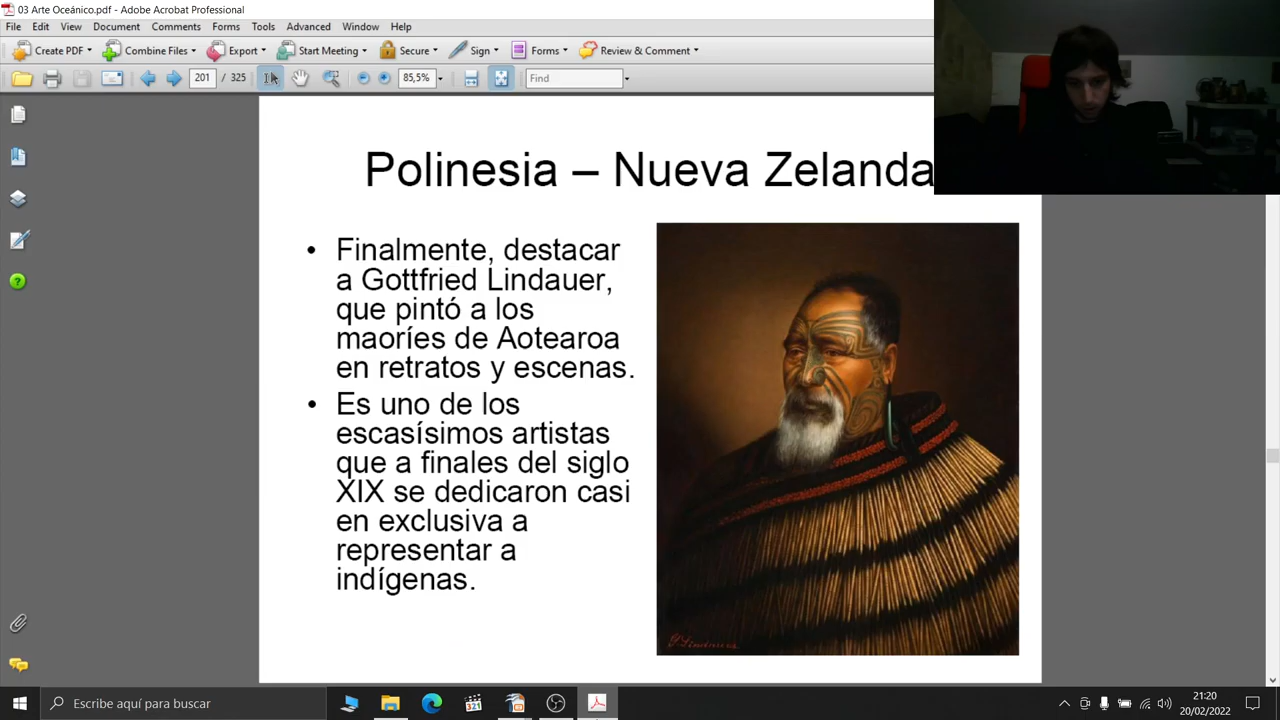 03 Arte Oceánico.pdf - Adobe Acrobat Professional
File Edit View Document Comments Forms Tools Advanced Window Help
Create PDF Combine Files Export Start Meeting Secure Sign Forms Review & Comment
201 / 325 85,5% Find
Polinesia – Nueva Zelanda
• Finalmente, destacar
a Gottfried Lindauer,
que pintó a los
maoríes de Aotearoa
en retratos y escenas.
• Es uno de los
escasísimos artistas
que a finales del siglo
XIX se dedicaron casi
en exclusiva a
representar a
indígenas.
G. Lindauer
Escribe aquí para buscar
321
21:20
20/02/2022